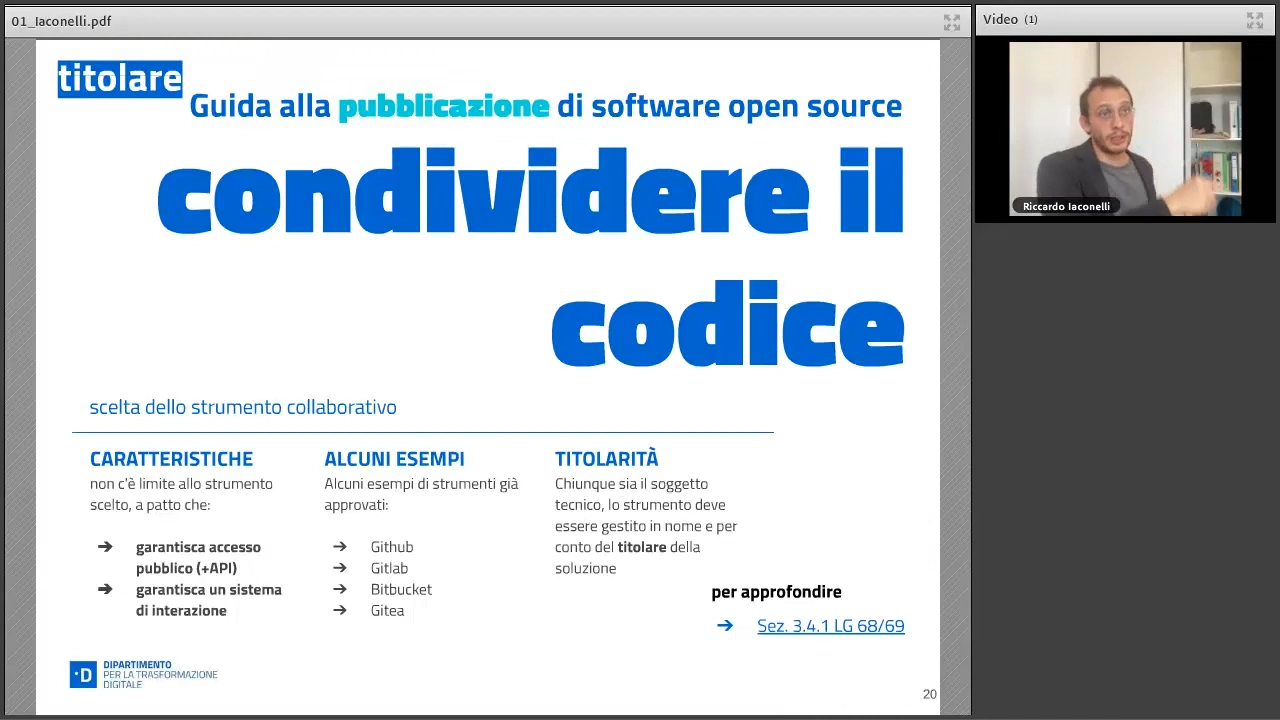 01_Iaconelli.pdf
Video (1)
titolare
Guida alla pubblicazione di software open source
condividere il
codice
scelta dello strumento collaborativo
CARATTERISTICHE
non c'è limite allo strumento
scelto, a patto che:
➔ garantisca accesso
pubblico (+API)
➔ garantisca un sistema
di interazione
ALCUNI ESEMPI
Alcuni esempi di strumenti già
approvati:
➔ Github
➔ Gitlab
➔ Bitbucket
➔ Gitea
TITOLARITÀ
Chiunque sia il soggetto
tecnico, lo strumento deve
essere gestito in nome e per
conto del titolare della
soluzione
per approfondire
➔ Sez. 3.4.1 LG 68/69
·D
DIPARTIMENTO
PER LA TRASFORMAZIONE
DIGITALE
20
Riccardo Iaconelli